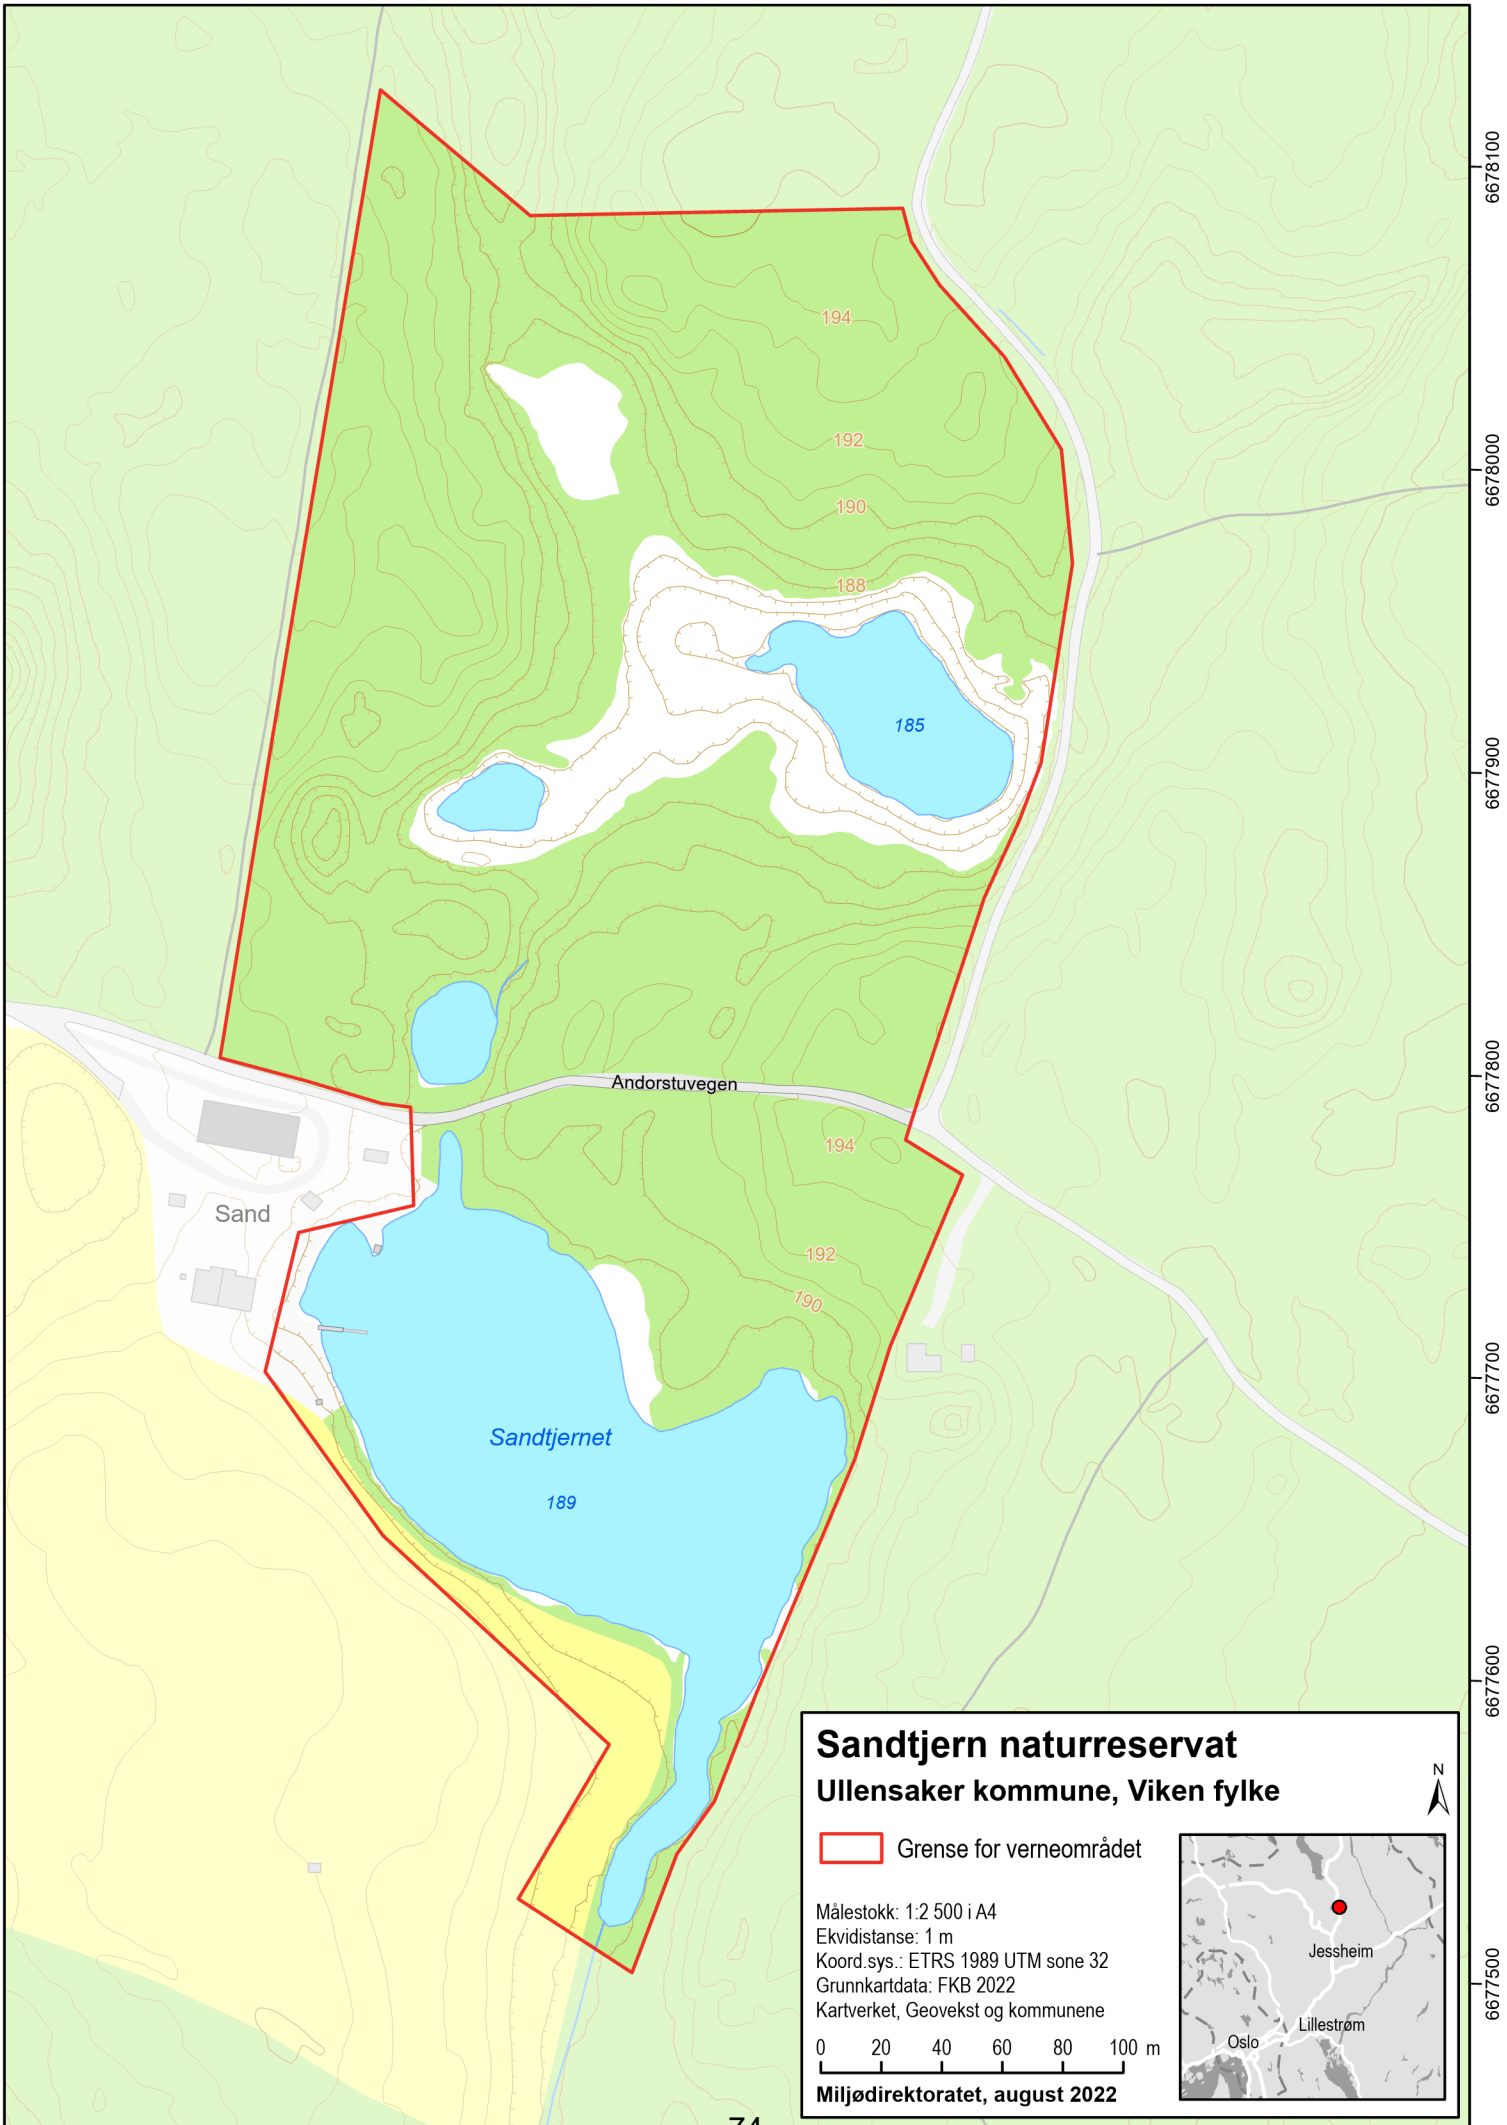 6678100
194
192
6678000
190
188
185
6677900
6677800
Andorstuvegen
194
Sand
192
190
6677700
Sandtjernet
189
6677600
Sandtjern naturreservat
Ullensaker kommune, Viken fylke
N
Grense for verneområdet
Målestokk: 1:2 500 i A4
Ekvidistanse: 1 m
Koord.sys.: ETRS 1989 UTM sone 32
Grunnkartdata: FKB 2022
Kartverket, Geovekst og kommunene
0 20 40 60 80 100 m
Miljødirektoratet, august 2022
Jessheim
Lillestrøm
Oslo
6677500